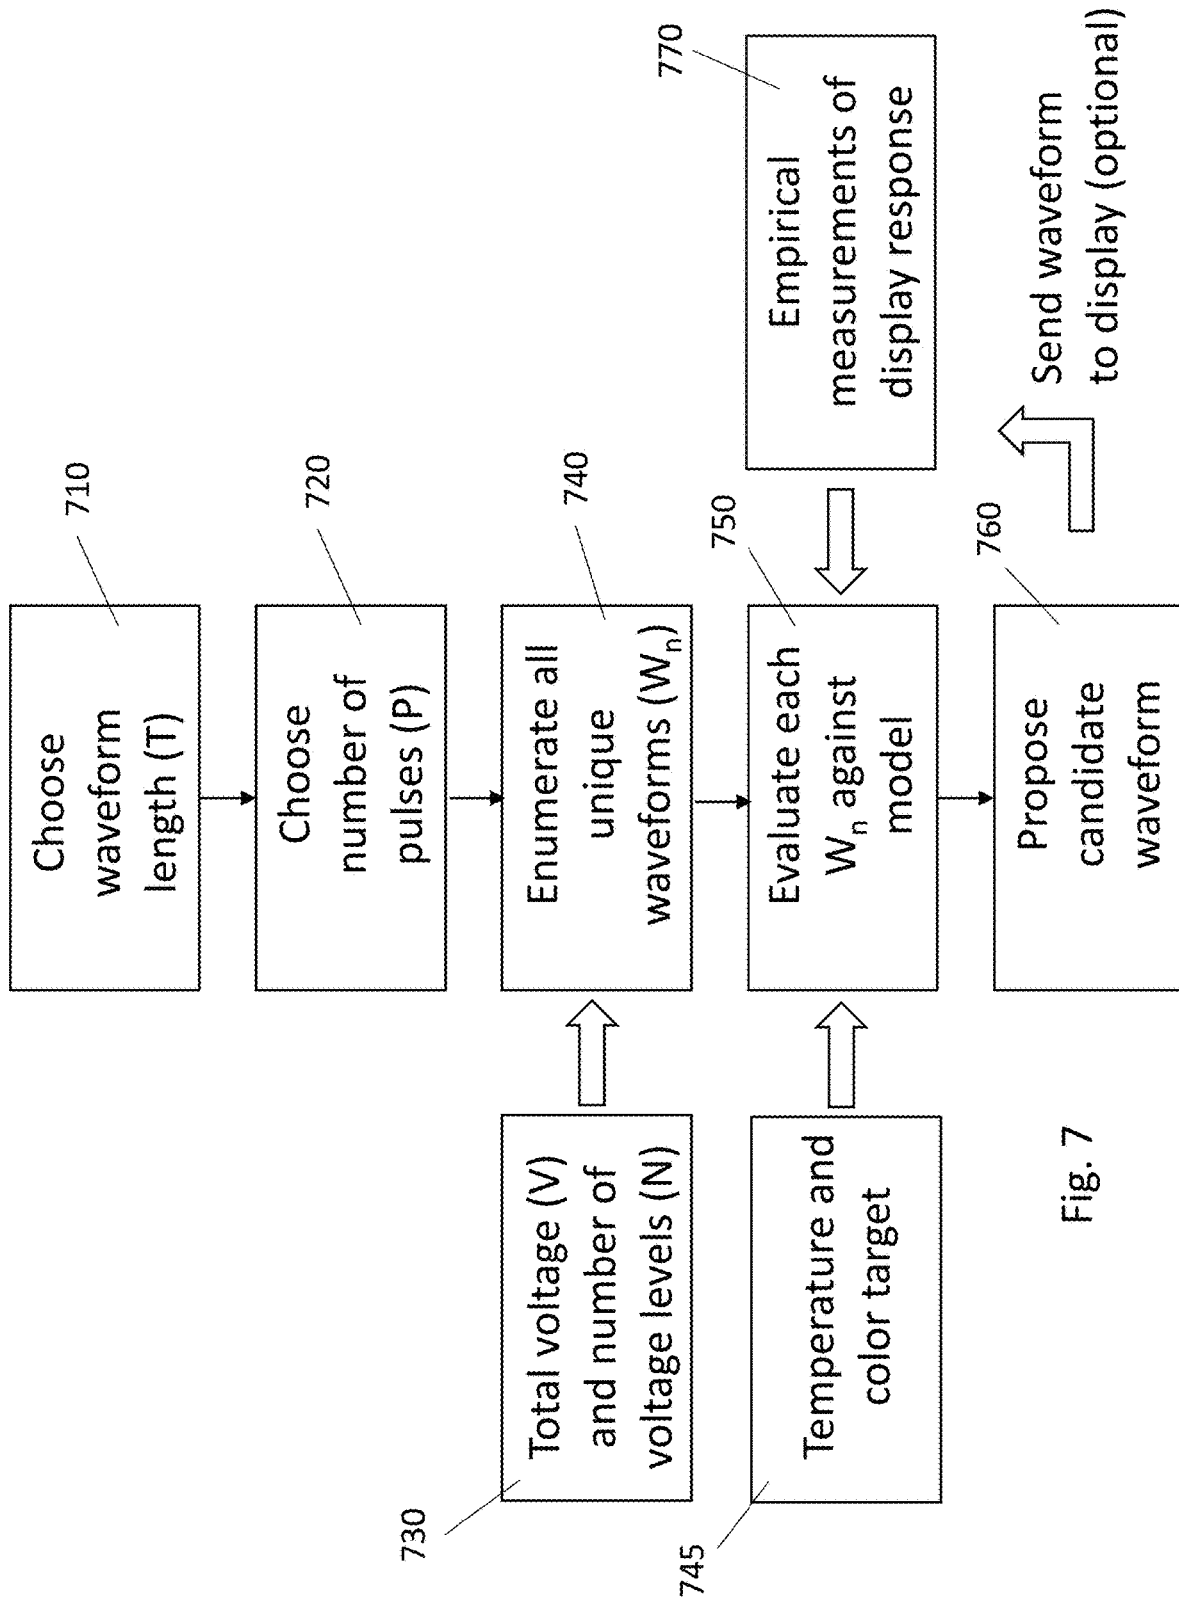 710
Choose
waveform
length (T)
720
Choose
number of
pulses (P)
730
Total voltage (V)
and number of
voltage levels (N)
740
Enumerate all
unique
waveforms (Wn)
745
Temperature and
color target
750
Evaluate each
Wn against
model
770
Empirical
measurements of
display response
760
Propose
candidate
waveform
Send waveform
to display (optional)
Fig. 7